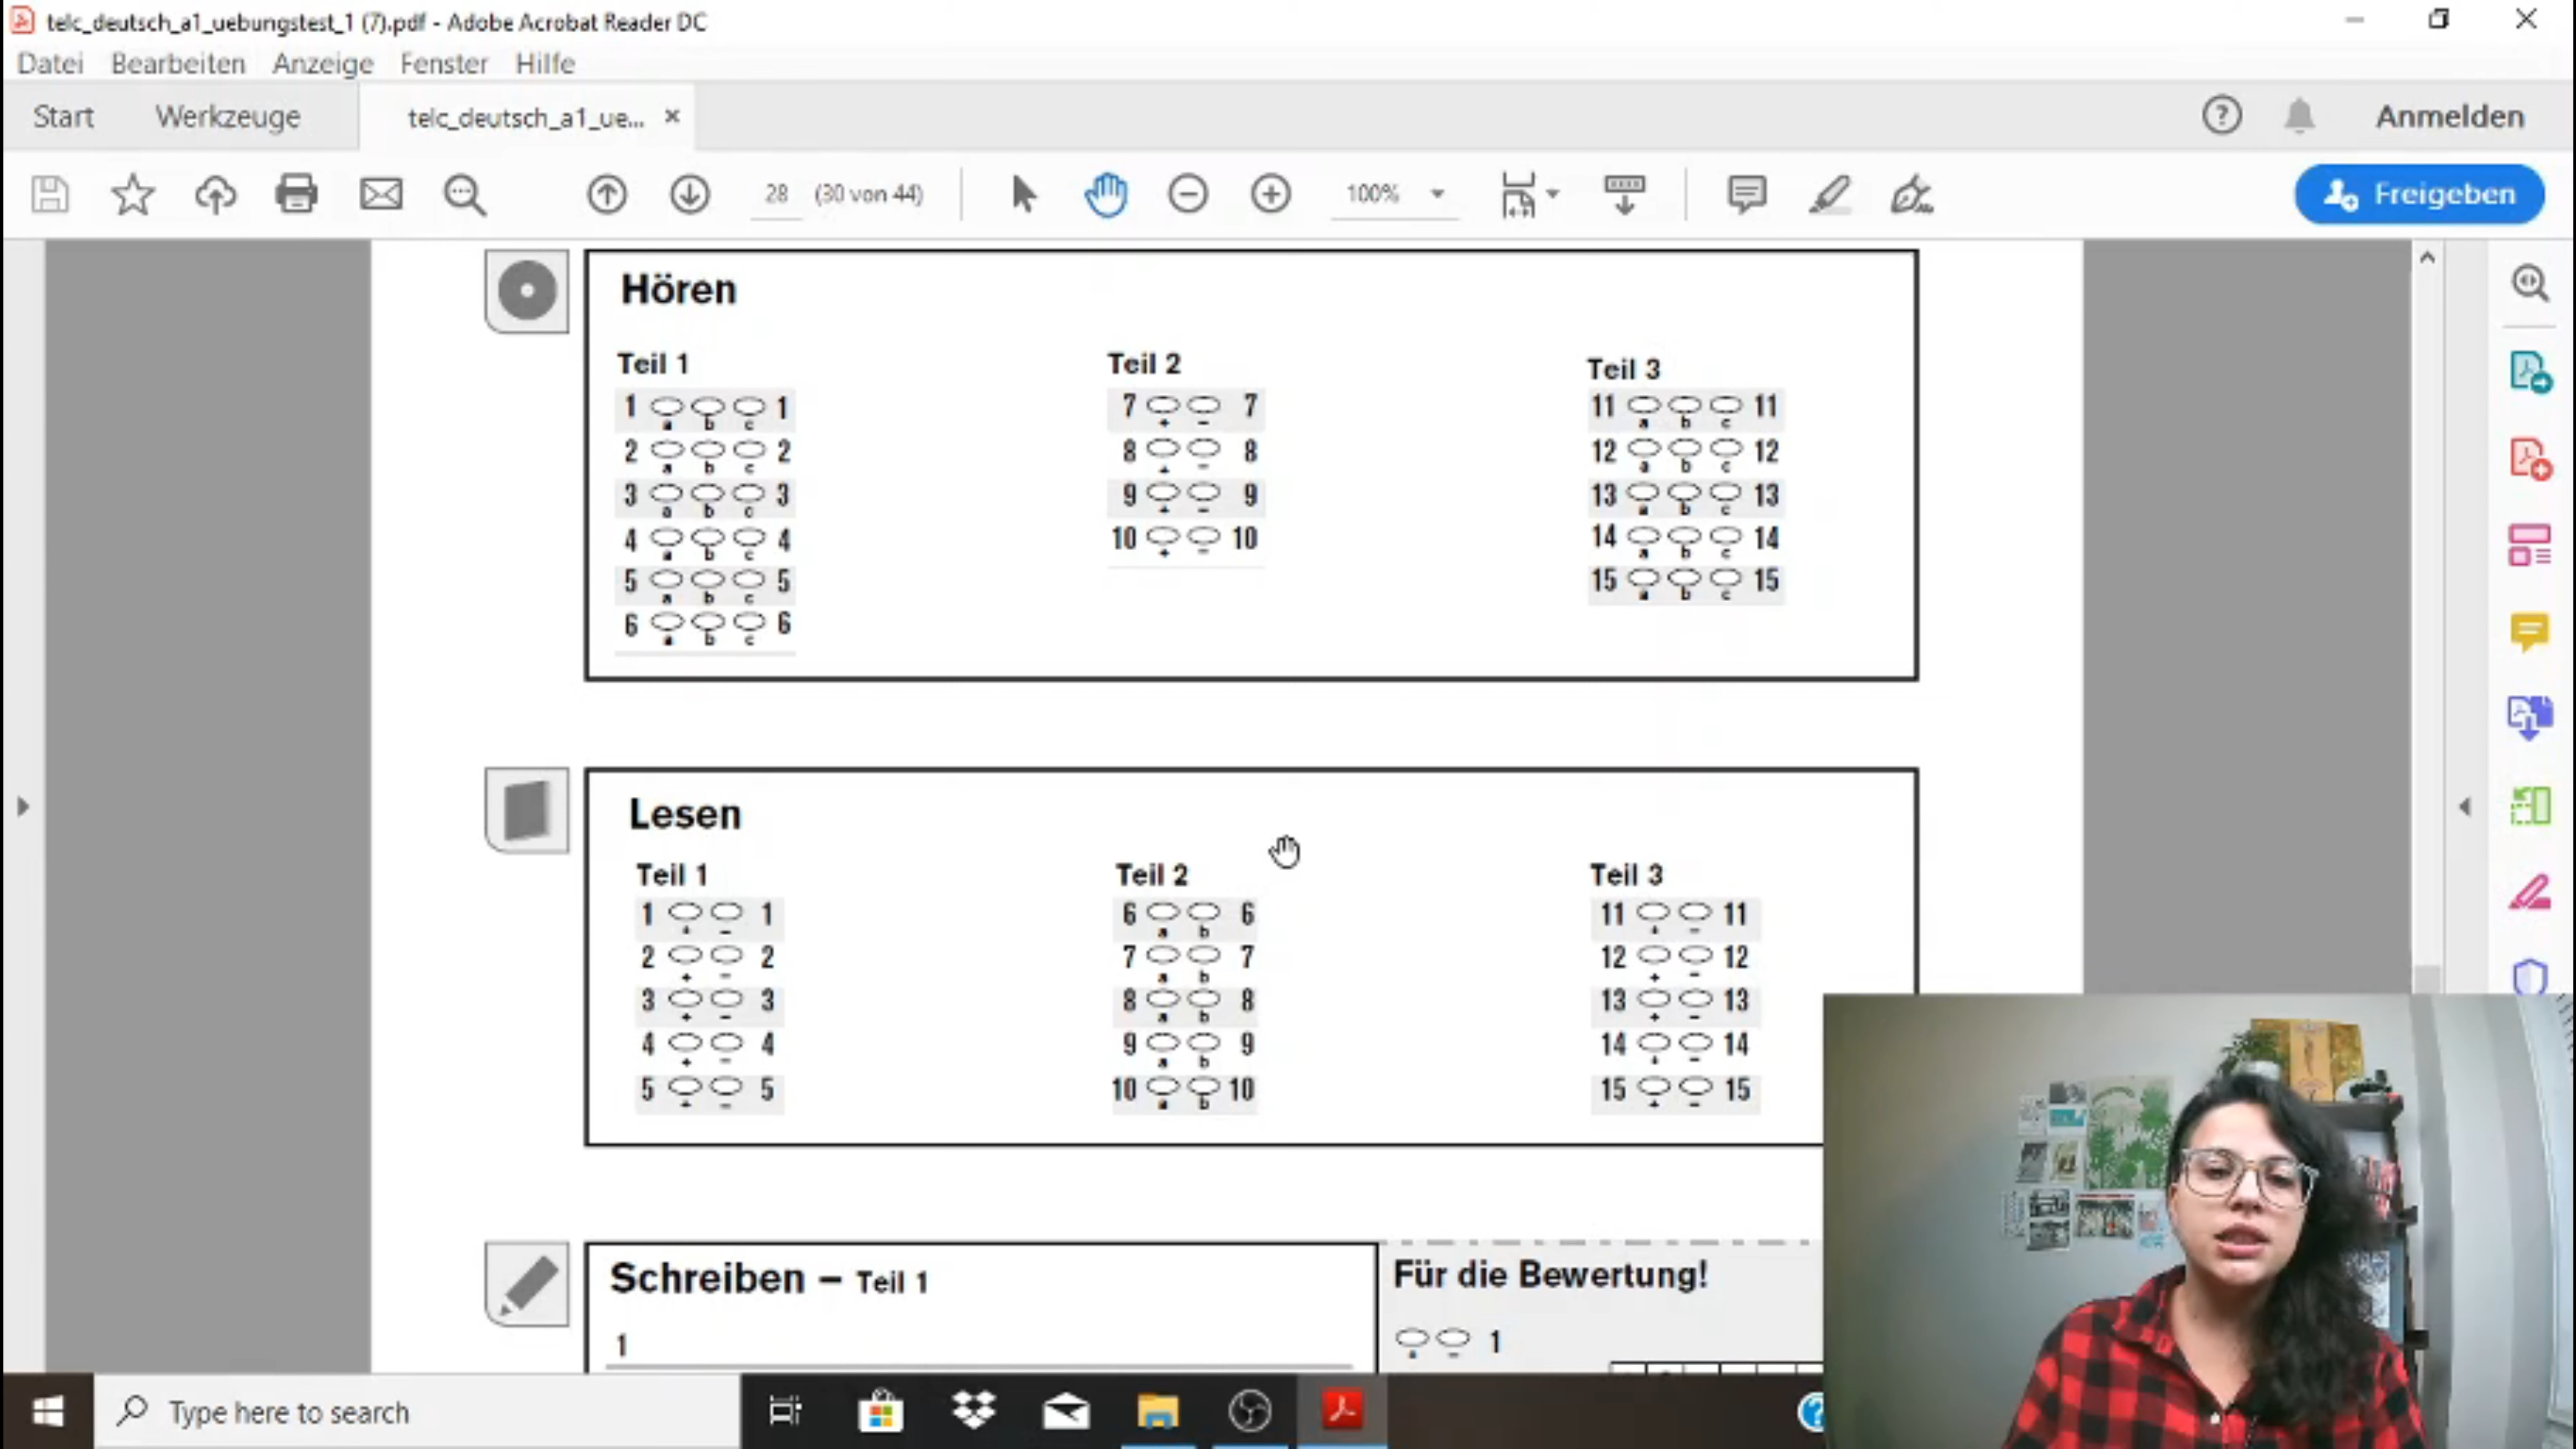 telc_deutsch_a1_uebungstest_1 (7).pdf - Adobe Acrobat Reader DC
Datei Bearbeiten Anzeige Fenster Hilfe
Start Werkzeuge telc_deutsch_a1_ue... × Anmelden
28 (30 von 44) 100% Freigeben
Hören
Teil 1 Teil 2 Teil 3
1 a b c 1 7 + – 7 11 a b c 11
2 a b c 2 8 + – 8 12 a b c 12
3 a b c 3 9 + – 9 13 a b c 13
4 a b c 4 10 + – 10 14 a b c 14
5 a b c 5 15 a b c 15
6 a b c 6
Lesen
Teil 1 Teil 2 Teil 3
1 + – 1 6 a b 6 11 + – 11
2 + – 2 7 a b 7 12 + – 12
3 + – 3 8 a b 8 13 + – 13
4 + – 4 9 a b 9 14 + – 14
5 + – 5 10 a b 10 15 + – 15
Schreiben – Teil 1 Für die Bewertung!
1 + – 1
Type here to search